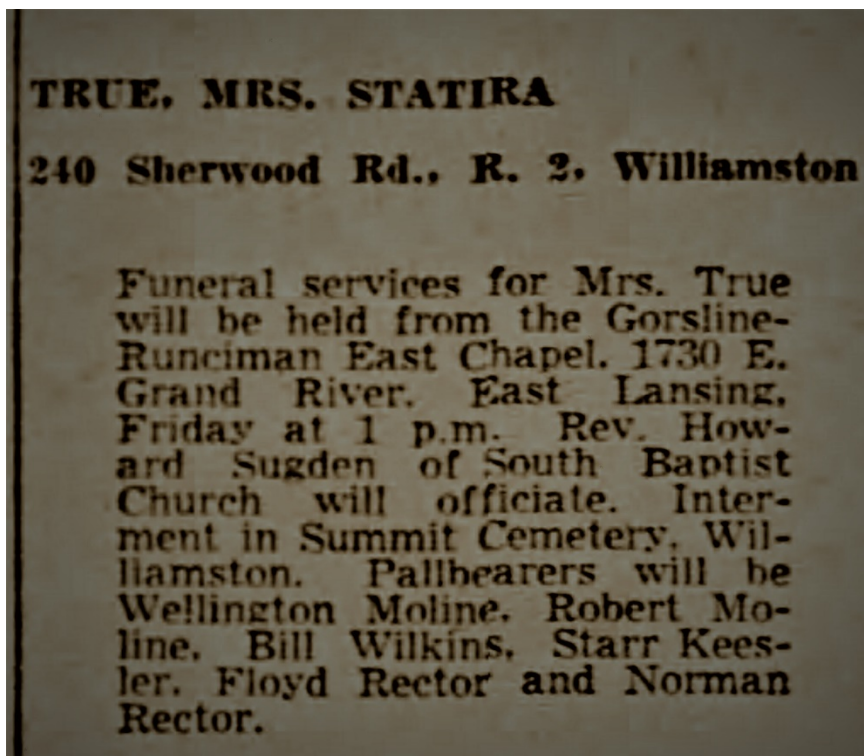 TRUE, MRS. STATIRA
240 Sherwood Rd., R. 2, Williamston
Funeral services for Mrs. True
will be held from the Gorsline-
Runciman East Chapel, 1730 E.
Grand River, East Lansing,
Friday at 1 p.m. Rev. How-
ard Sugden of South Baptist
Church will officiate. Inter-
ment in Summit Cemetery, Wil-
liamston. Pallbearers will be
Wellington Moline, Robert Mo-
line, Bill Wilkins, Starr Kees-
ler, Floyd Rector and Norman
Rector.